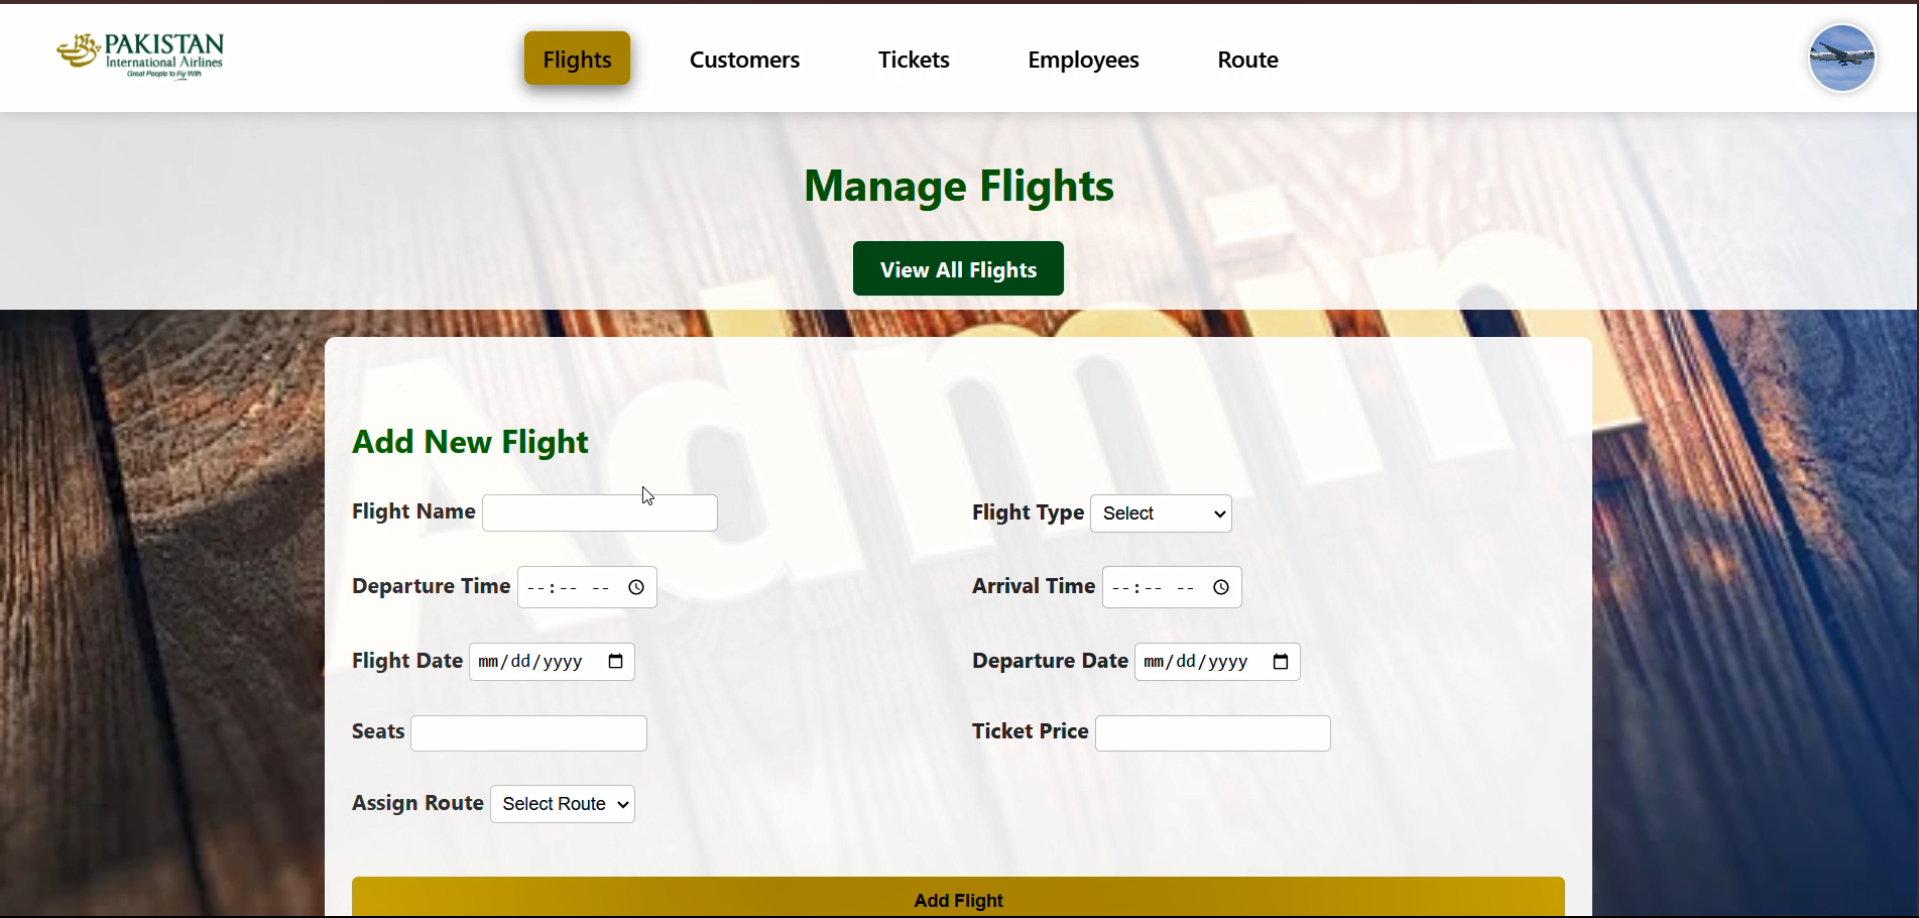 PAKISTAN
International Airlines
Great People to Fly With
Flights
Customers
Tickets
Employees
Route
Manage Flights
View All Flights
Admin
Add New Flight
Flight Name
Flight Type Select
Departure Time --:-- --
Arrival Time --:-- --
Flight Date mm/dd/yyyy
Departure Date mm/dd/yyyy
Seats
Ticket Price
Assign Route Select Route
Add Flight